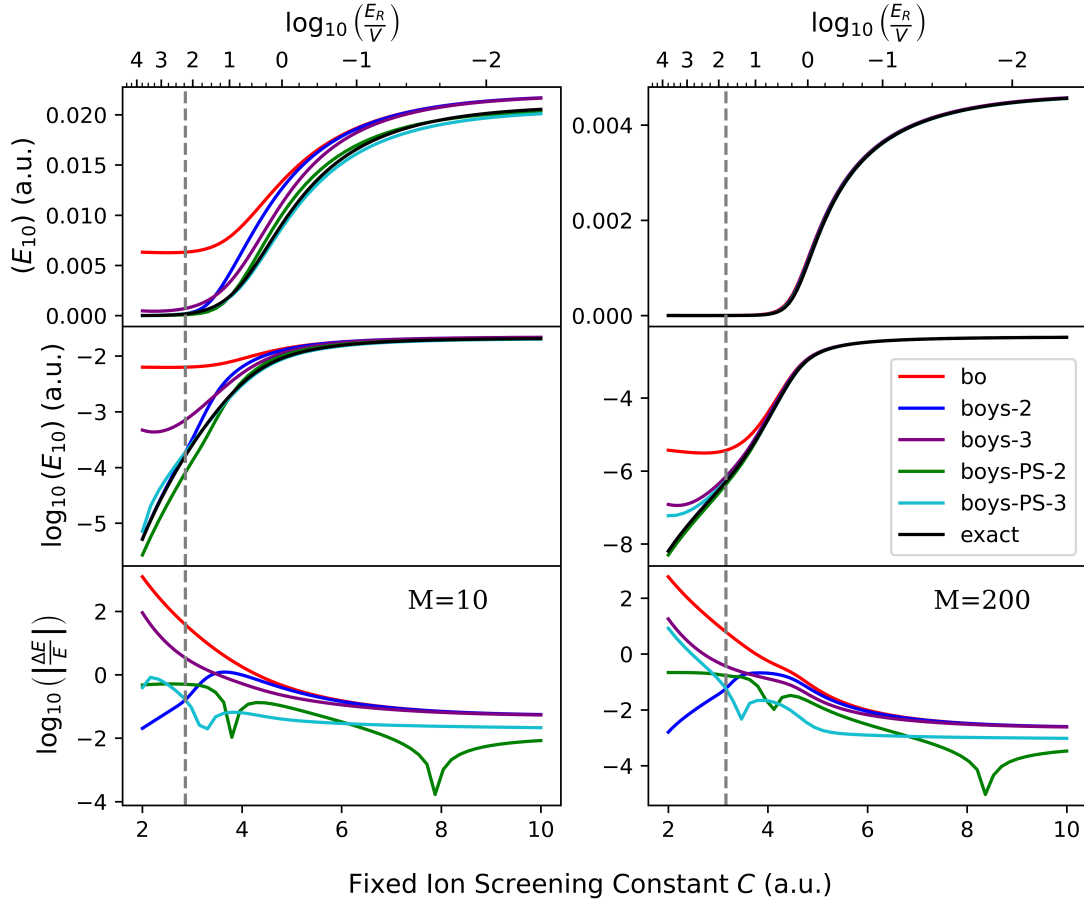 log₁₀ (E_R/V) log₁₀ (E_R/V)
4 3 2 1 0 −1 −2 4 3 2 1 0 −1 −2
(E₁₀) (a.u.)
0.020
0.015
0.010
0.005
0.000
0.004
0.002
0.000
log₁₀ (E₁₀) (a.u.)
−2
−3
−4
−5
−4
−6
−8
bo
boys-2
boys-3
boys-PS-2
boys-PS-3
exact
log₁₀ (|ΔE/E|)
2
0
−2
−4
M=10
2
0
−2
−4
M=200
2 4 6 8 10 2 4 6 8 10
Fixed Ion Screening Constant C (a.u.)